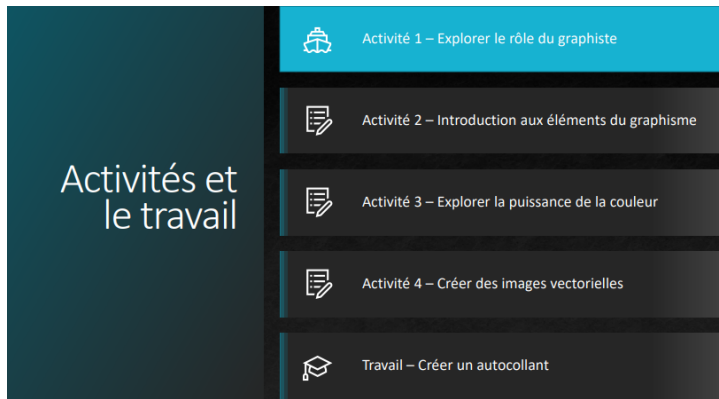 Activités et
le travail
Activité 1 – Explorer le rôle du graphiste
Activité 2 – Introduction aux éléments du graphisme
Activité 3 – Explorer la puissance de la couleur
Activité 4 – Créer des images vectorielles
Travail – Créer un autocollant